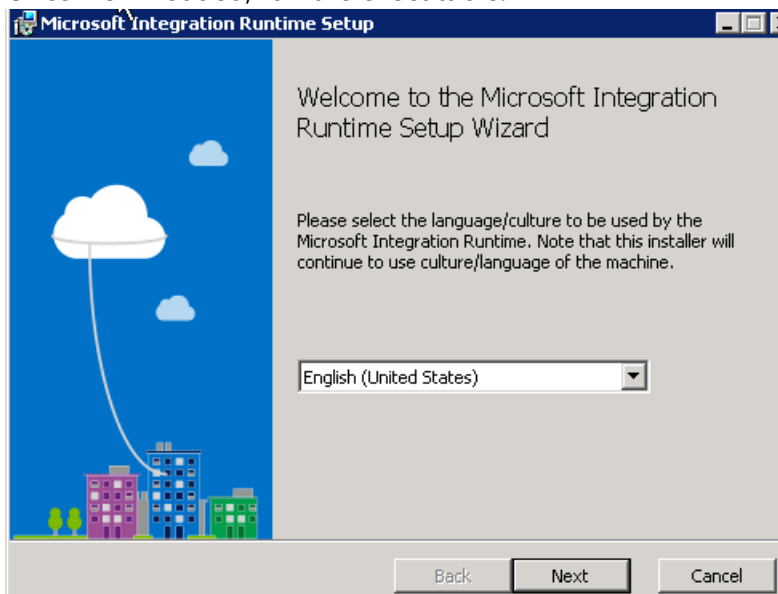 Microsoft Integration Runtime Setup
Welcome to the Microsoft Integration
Runtime Setup Wizard
Please select the language/culture to be used by the
Microsoft Integration Runtime. Note that this installer will
continue to use culture/language of the machine.
English (United States)
Back Next Cancel